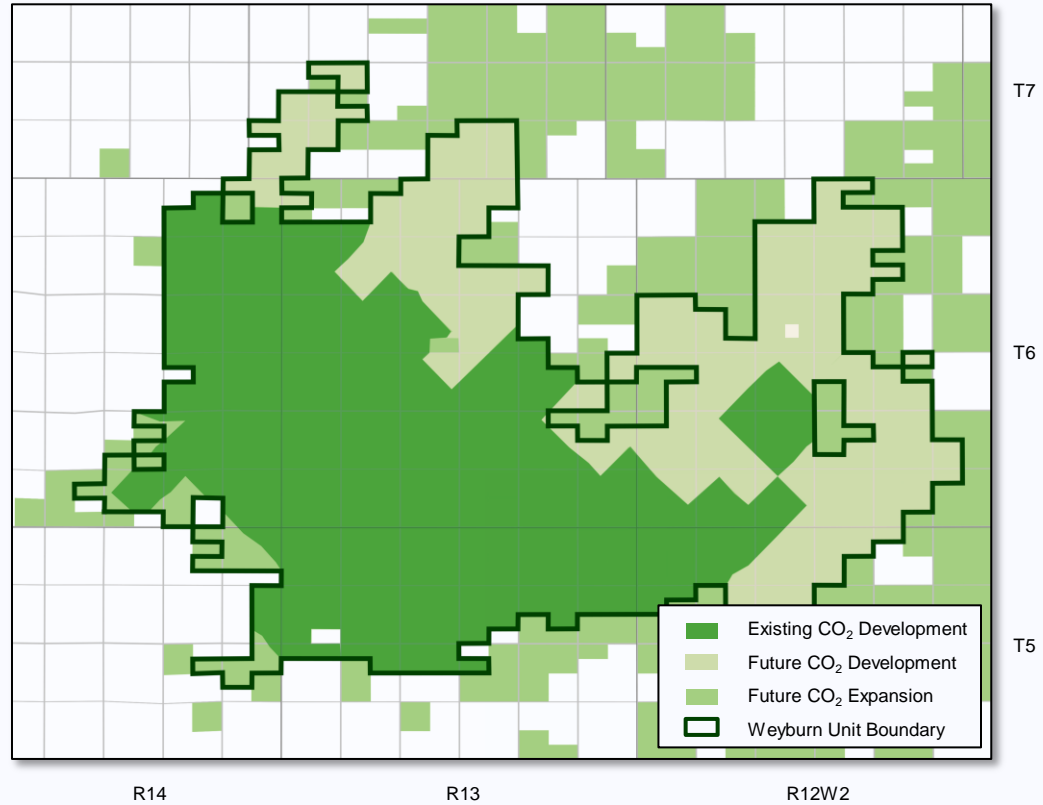 T7
T6
T5
Existing CO₂ Development
Future CO₂ Development
Future CO₂ Expansion
Weyburn Unit Boundary
R14 R13 R12W2